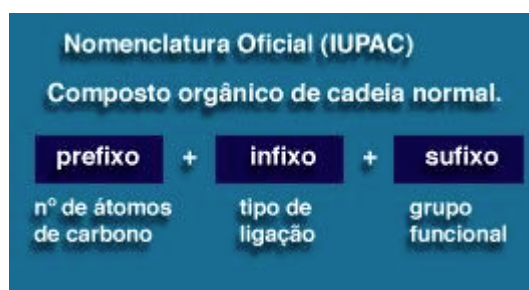 Nomenclatura Oficial (IUPAC)
Composto orgânico de cadeia normal.
prefixo + infixo + sufixo
nº de átomos de carbono
tipo de ligação
grupo funcional